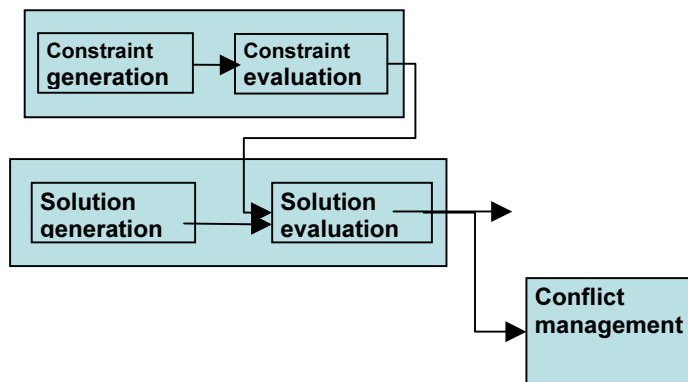 Constraint
generation
Constraint
evaluation
Solution
generation
Solution
evaluation
Conflict
management